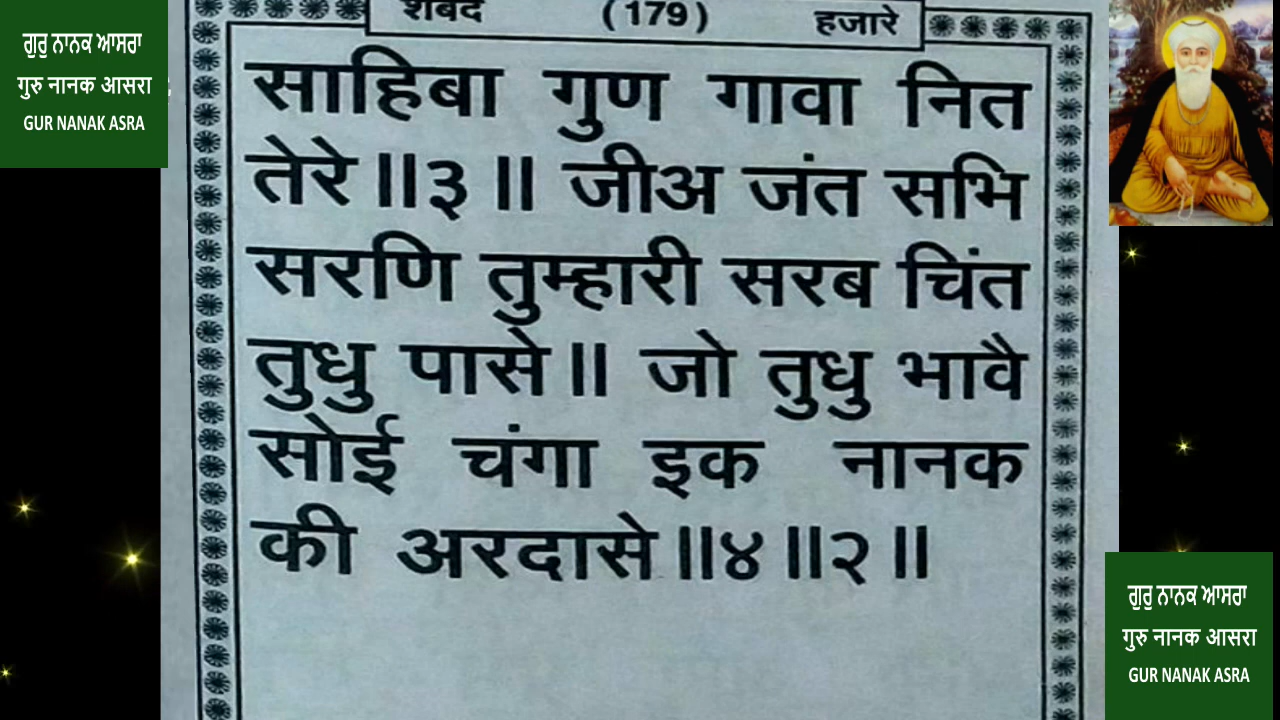 ਗੁਰੁ ਨਾਨਕ ਆਸਰਾ
गुरु नानक आसरा
GUR NANAK ASRA
शबद (179) हजारे
साहिबा गुण गावा नित
तेरे॥३॥ जीअ जंत सभि
सरणि तुम्हारी सरब चिंत
तुधु पासे॥ जो तुधु भावै
सोई चंगा इक नानक
की अरदासे॥४॥२॥
ਗੁਰੁ ਨਾਨਕ ਆਸਰਾ
गुरु नानक आसरा
GUR NANAK ASRA